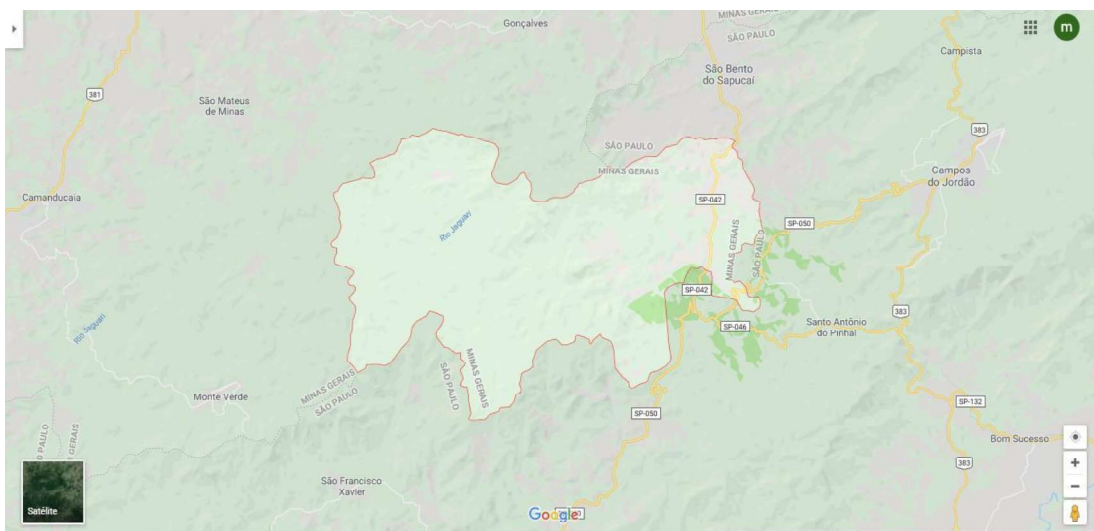 MINAS GERAIS
SÃO PAULO
Gonçalves
m
Campista
São Bento
do Sapucaí
381
São Mateus
de Minas
383
SÃO PAULO
MINAS GERAIS
Campos
do Jordão
Camanducaia
SP-042
SP-050
Rio Jaguari
MINAS GERAIS
SÃO PAULO
SP-042
Rio Jaguari
SP-046
Santo Antônio
do Pinhal
383
MINAS GERAIS
SÃO PAULO
MINAS GERAIS
SÃO PAULO
Monte Verde
SP-132
SP-050
Bom Sucesso
SÃO PAULO
MINAS GERAIS
383
São Francisco
Xavier
Satélite
Google